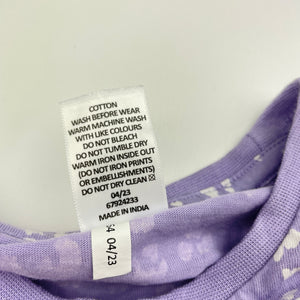 COTTON
WASH BEFORE WEAR
WARM MACHINE WASH
WITH LIKE COLOURS
DO NOT BLEACH
DO NOT TUMBLE DRY
WARM IRON INSIDE OUT
(DO NOT IRON PRINTS
OR EMBELLISHMENTS)
DO NOT DRY CLEAN
04/23
67924233
MADE IN INDIA
04/23